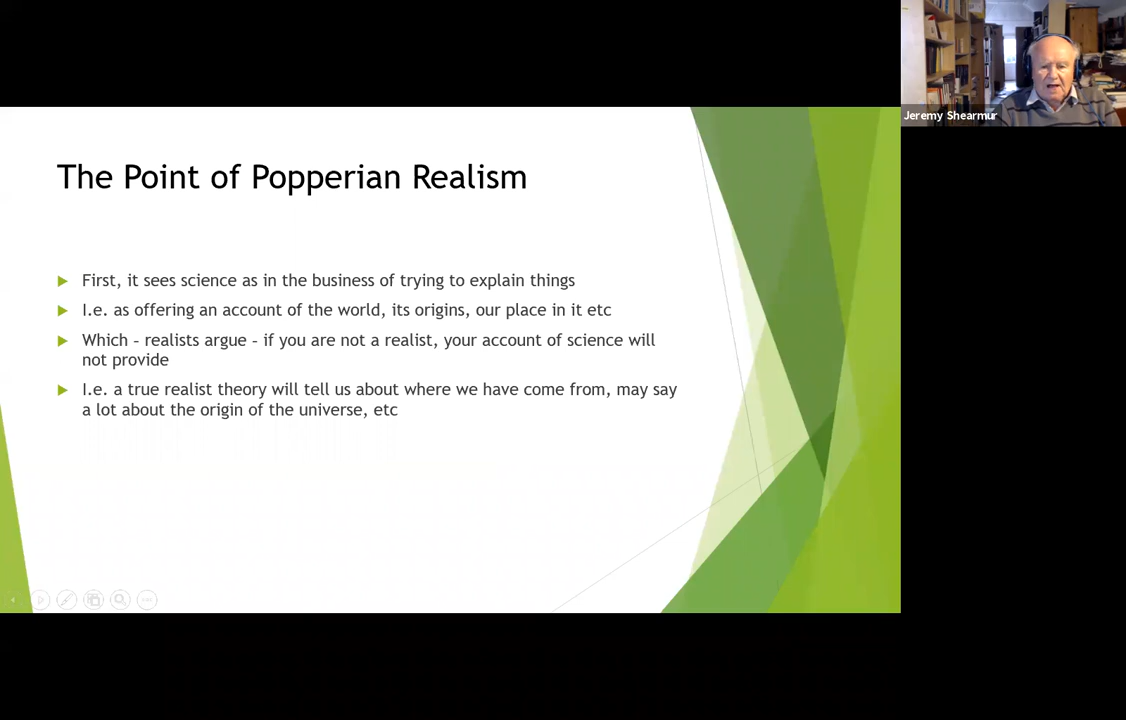 Jeremy Shearmur
The Point of Popperian Realism
First, it sees science as in the business of trying to explain things
I.e. as offering an account of the world, its origins, our place in it etc
Which – realists argue – if you are not a realist, your account of science will
not provide
I.e. a true realist theory will tell us about where we have come from, may say
a lot about the origin of the universe, etc